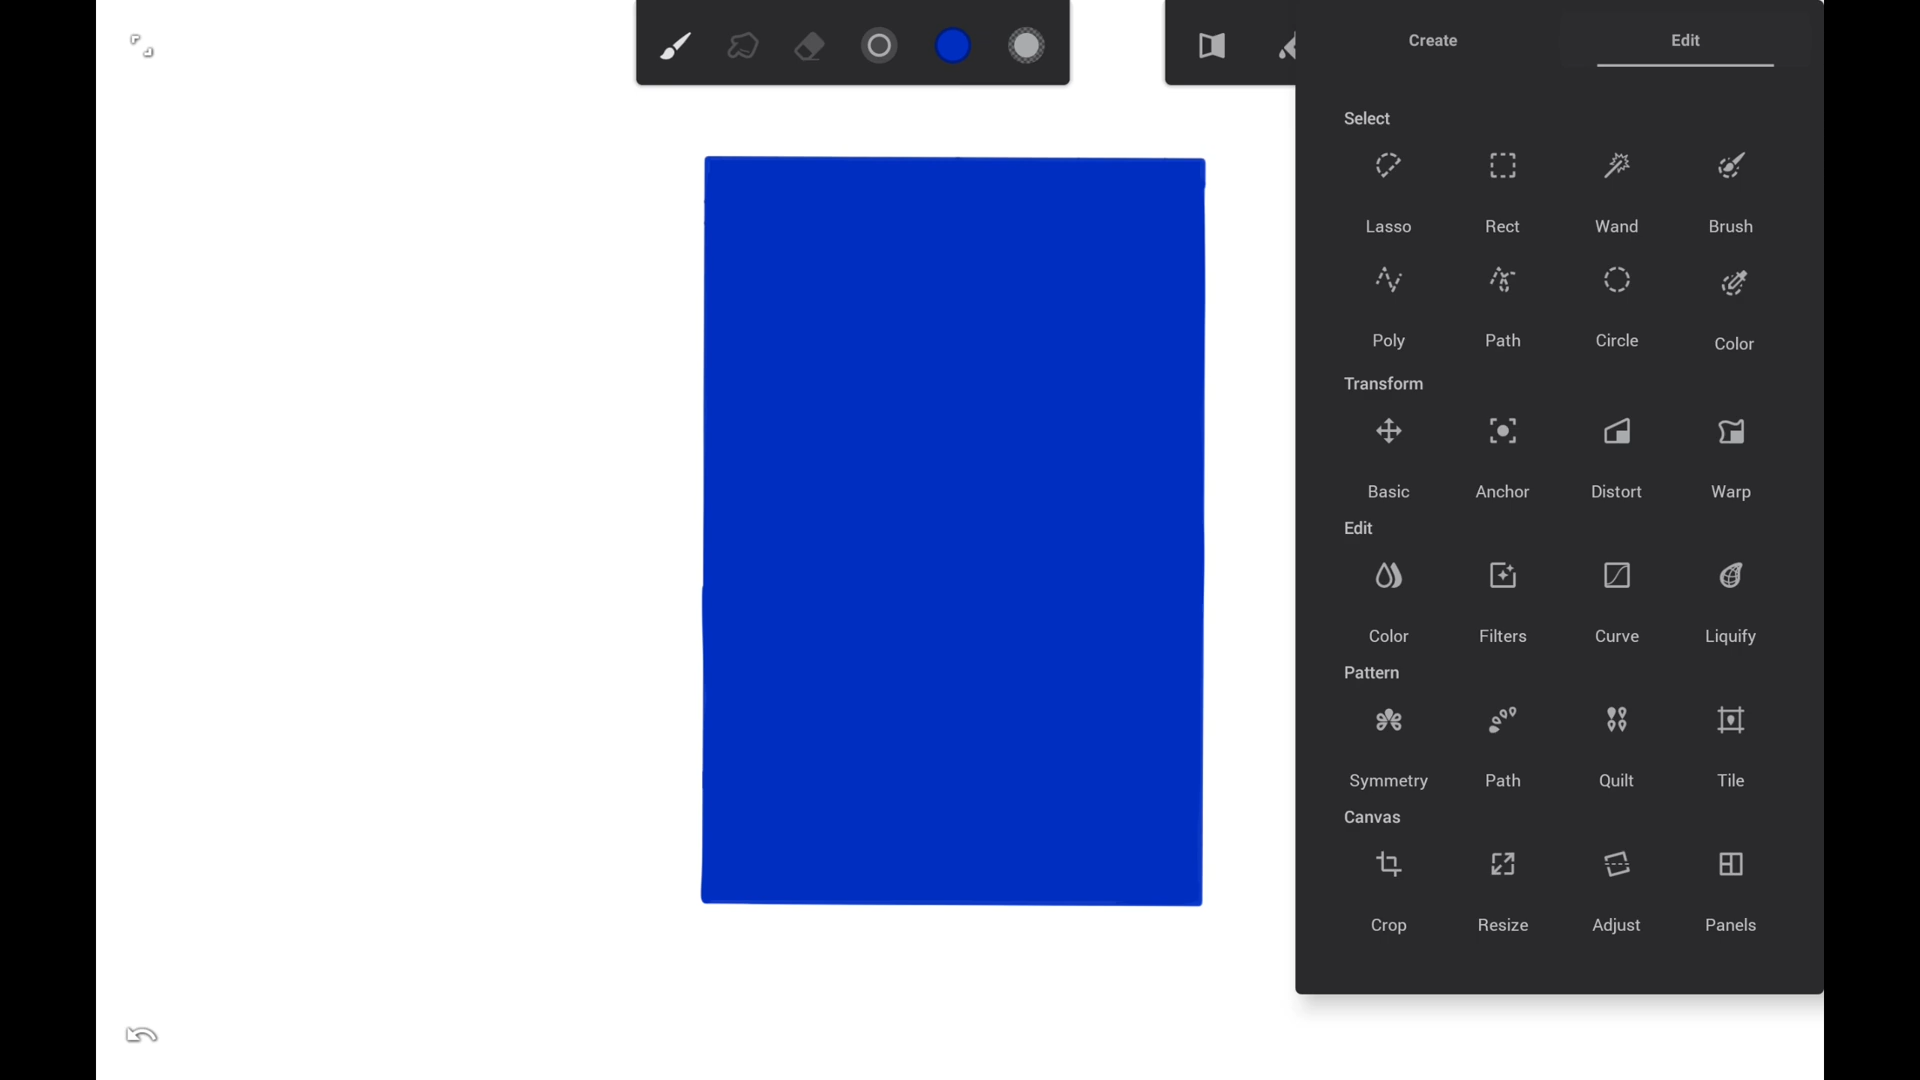 Create Edit
Select
Lasso Rect Wand Brush
Poly Path Circle Color
Transform
Basic Anchor Distort Warp
Edit
Color Filters Curve Liquify
Pattern
Symmetry Path Quilt Tile
Canvas
Crop Resize Adjust Panels